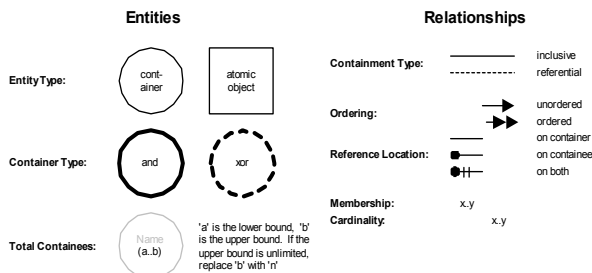 Entities
Entity Type:
cont-
ainer
atomic
object
Container Type:
and
xor
Total Containees:
Name
(a..b)
'a' is the lower bound, 'b'
is the upper bound. If the
upper bound is unlimited,
replace 'b' with 'n'
Relationships
Containment Type:
inclusive
referential
Ordering:
unordered
ordered
Reference Location:
on container
on containee
on both
Membership:
x..y
Cardinality:
x..y